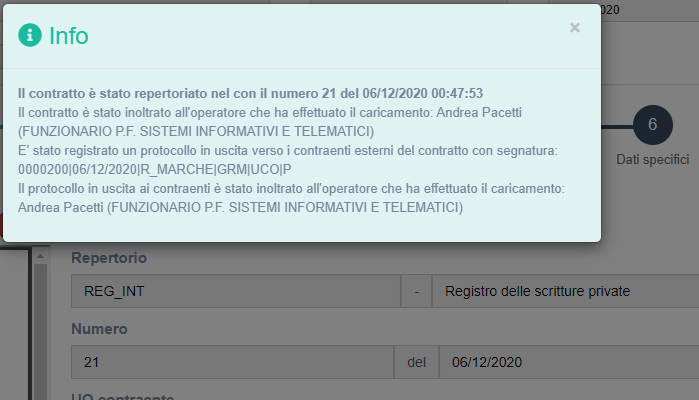 020
Info
×
Il contratto è stato repertoriato nel con il numero 21 del 06/12/2020 00:47:53
Il contratto è stato inoltrato all'operatore che ha effettuato il caricamento: Andrea Pacetti
(FUNZIONARIO P.F. SISTEMI INFORMATIVI E TELEMATICI)
E' stato registrato un protocollo in uscita verso i contraenti esterni del contratto con segnatura:
0000200|06/12/2020|R_MARCHE|GRM|UCO|P
Il protocollo in uscita ai contraenti è stato inoltrato all'operatore che ha effettuato il caricamento:
Andrea Pacetti (FUNZIONARIO P.F. SISTEMI INFORMATIVI E TELEMATICI)
6
Dati specifici
Repertorio
REG_INT - Registro delle scritture private
Numero
21 del 06/12/2020
UO contraente